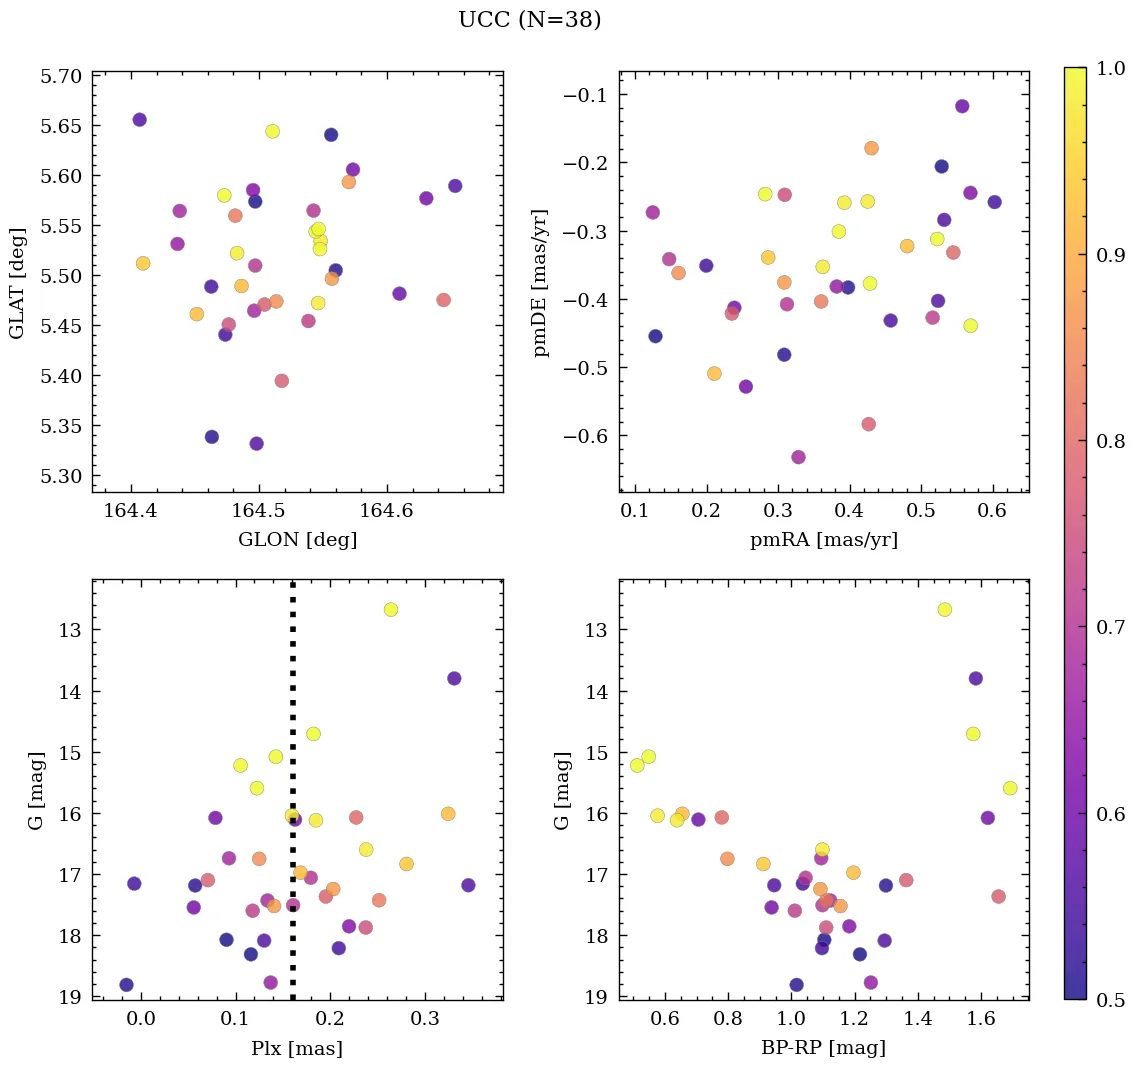 UCC (N=38)
5.70
5.65
5.60
5.55
5.50
5.45
5.40
5.35
5.30
GLAT [deg]
164.4 164.5 164.6
GLON [deg]
−0.1
−0.2
−0.3
−0.4
−0.5
−0.6
pmDE [mas/yr]
0.1 0.2 0.3 0.4 0.5 0.6
pmRA [mas/yr]
13
14
15
16
17
18
19
G [mag]
0.0 0.1 0.2 0.3
Plx [mas]
13
14
15
16
17
18
19
G [mag]
0.6 0.8 1.0 1.2 1.4 1.6
BP-RP [mag]
1.0
0.9
0.8
0.7
0.6
0.5